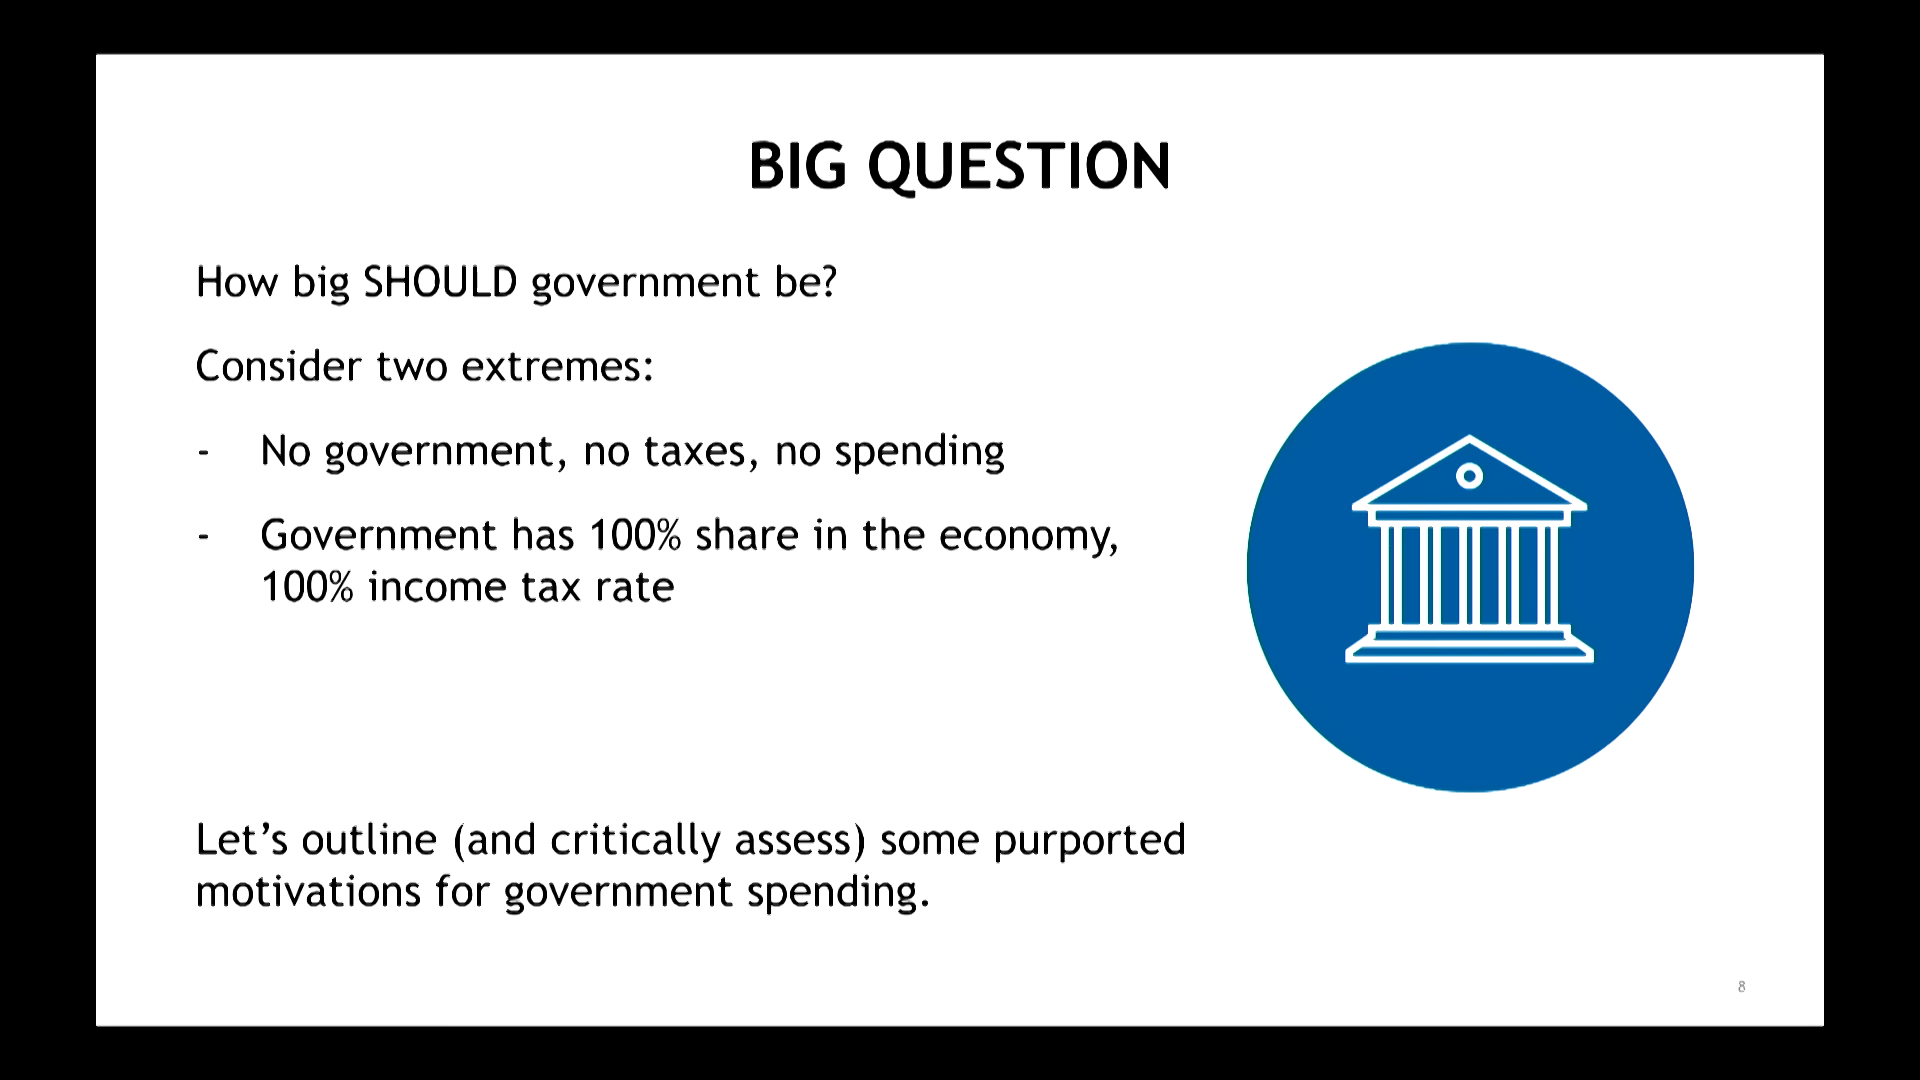 BIG QUESTION
How big SHOULD government be?
Consider two extremes:
- No government, no taxes, no spending
- Government has 100% share in the economy,
100% income tax rate
Let’s outline (and critically assess) some purported
motivations for government spending.
8